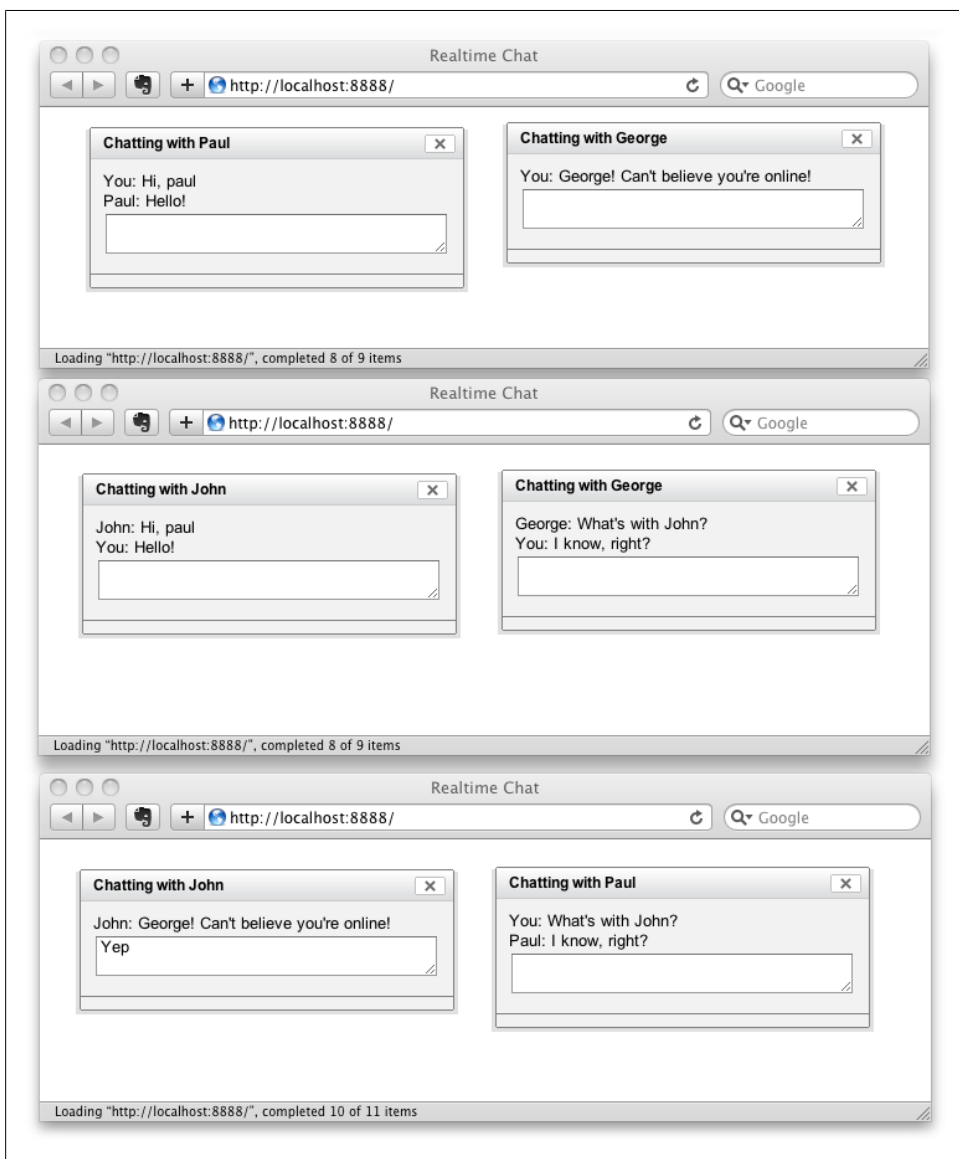 Realtime Chat
http://localhost:8888/
Google
Chatting with Paul
You: Hi, paul
Paul: Hello!
Chatting with George
You: George! Can't believe you're online!
Loading “http://localhost:8888/”, completed 8 of 9 items
Realtime Chat
http://localhost:8888/
Google
Chatting with John
John: Hi, paul
You: Hello!
Chatting with George
George: What's with John?
You: I know, right?
Loading “http://localhost:8888/”, completed 8 of 9 items
Realtime Chat
http://localhost:8888/
Google
Chatting with John
John: George! Can't believe you're online!
Yep
Chatting with Paul
You: What's with John?
Paul: I know, right?
Loading “http://localhost:8888/”, completed 10 of 11 items